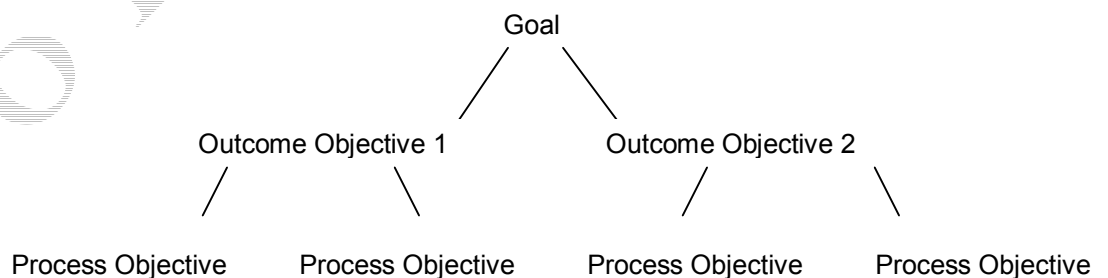 Goal
Outcome Objective 1 Outcome Objective 2
Process Objective Process Objective Process Objective Process Objective